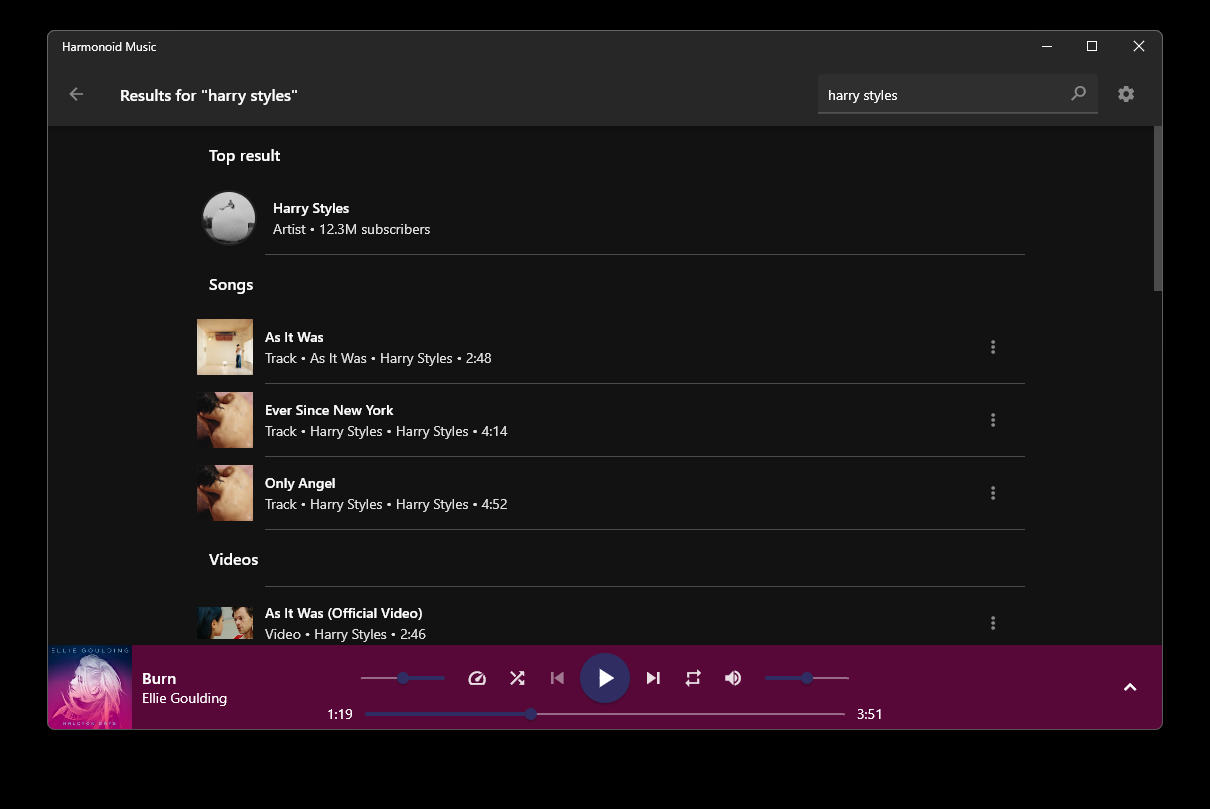 Harmonoid Music
Results for "harry styles"
harry styles
Top result
Harry Styles
Artist • 12.3M subscribers
Songs
As It Was
Track • As It Was • Harry Styles • 2:48
Ever Since New York
Track • Harry Styles • Harry Styles • 4:14
Only Angel
Track • Harry Styles • Harry Styles • 4:52
Videos
As It Was (Official Video)
Video • Harry Styles • 2:46
ELLIE GOULDING
HALCYON DAYS
Burn
Ellie Goulding
1:19
3:51